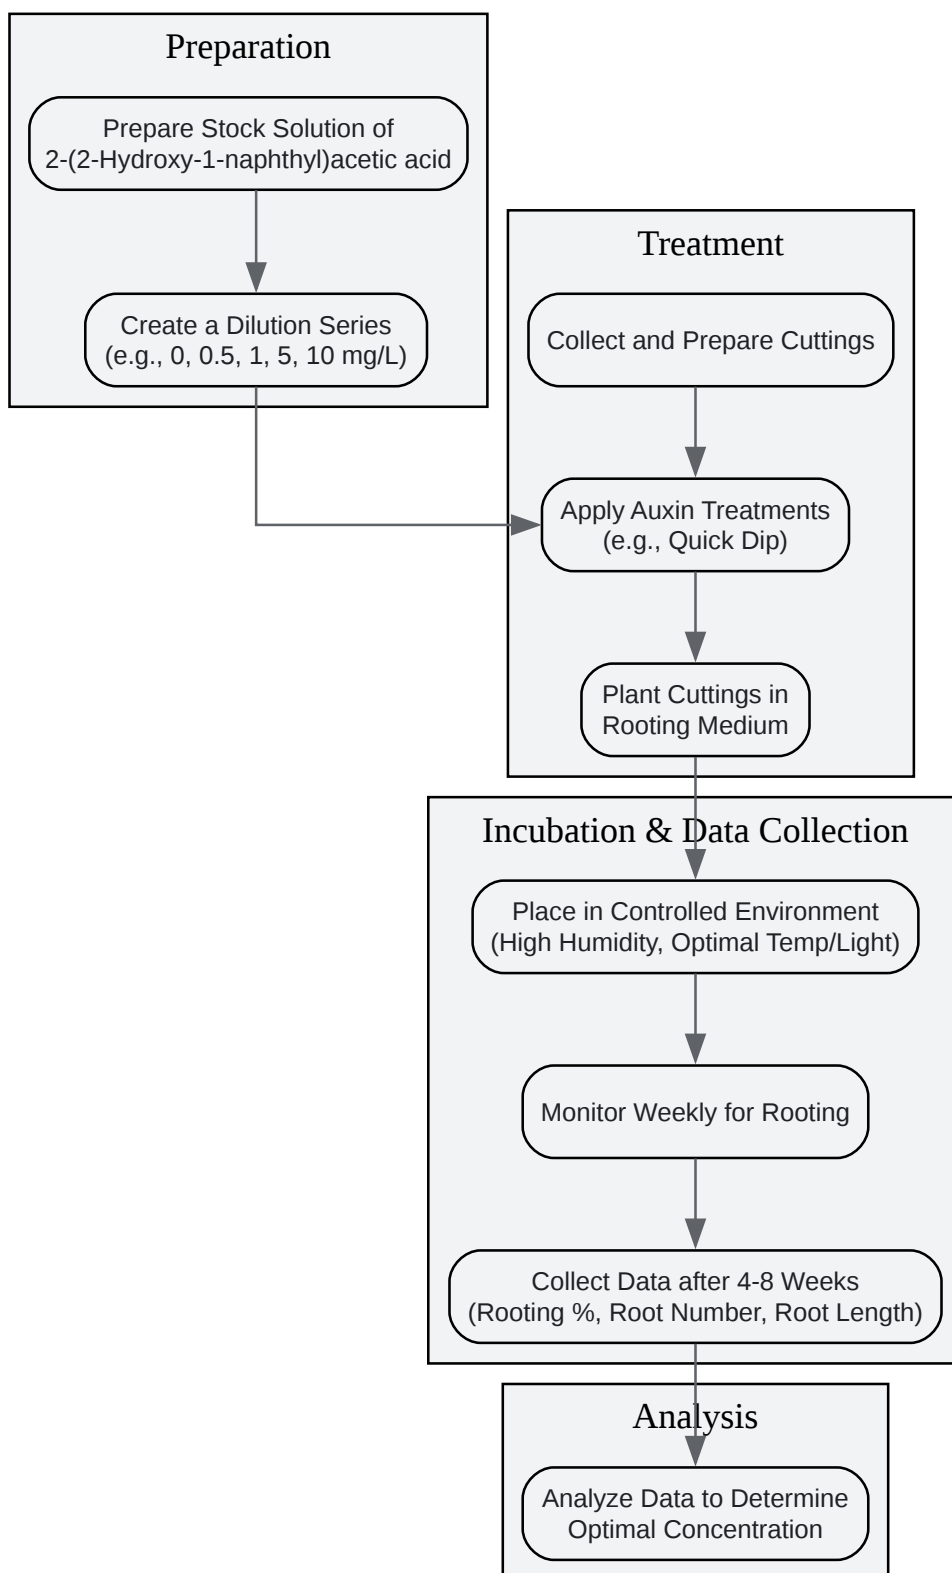 Preparation
Prepare Stock Solution of
2-(2-Hydroxy-1-naphthyl)acetic acid
Create a Dilution Series
(e.g., 0, 0.5, 1, 5, 10 mg/L)
Treatment
Collect and Prepare Cuttings
Apply Auxin Treatments
(e.g., Quick Dip)
Plant Cuttings in
Rooting Medium
Incubation & Data Collection
Place in Controlled Environment
(High Humidity, Optimal Temp/Light)
Monitor Weekly for Rooting
Collect Data after 4-8 Weeks
(Rooting %, Root Number, Root Length)
Analysis
Analyze Data to Determine
Optimal Concentration